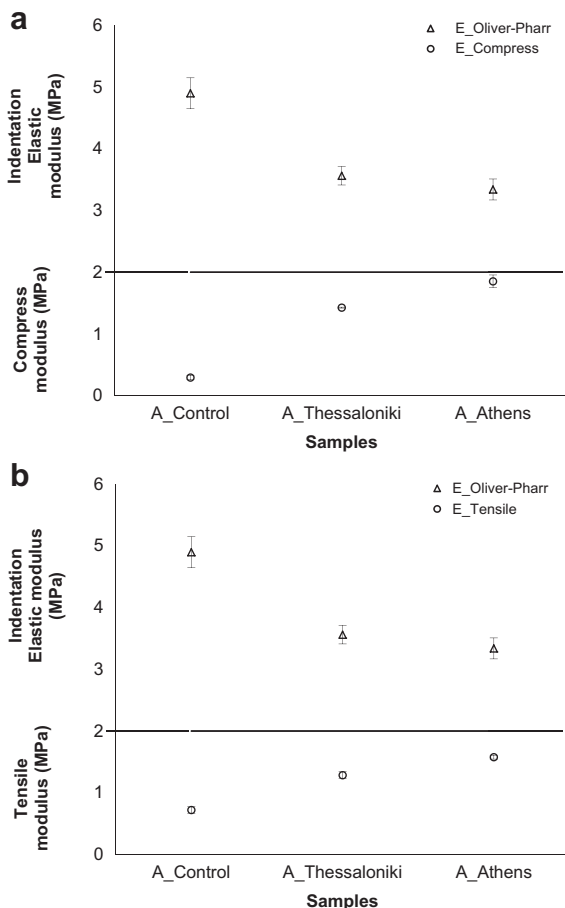 a
E_Oliver-Pharr
E_Compress
Indentation
Elastic
modulus (MPa)
Compress
modulus (MPa)
6
5
4
3
2
1
0
A_Control
A_Thessaloniki
A_Athens
Samples
b
E_Oliver-Pharr
E_Tensile
Indentation
Elastic modulus
(MPa)
Tensile
modulus (MPa)
6
5
4
3
2
1
0
A_Control
A_Thessaloniki
A_Athens
Samples